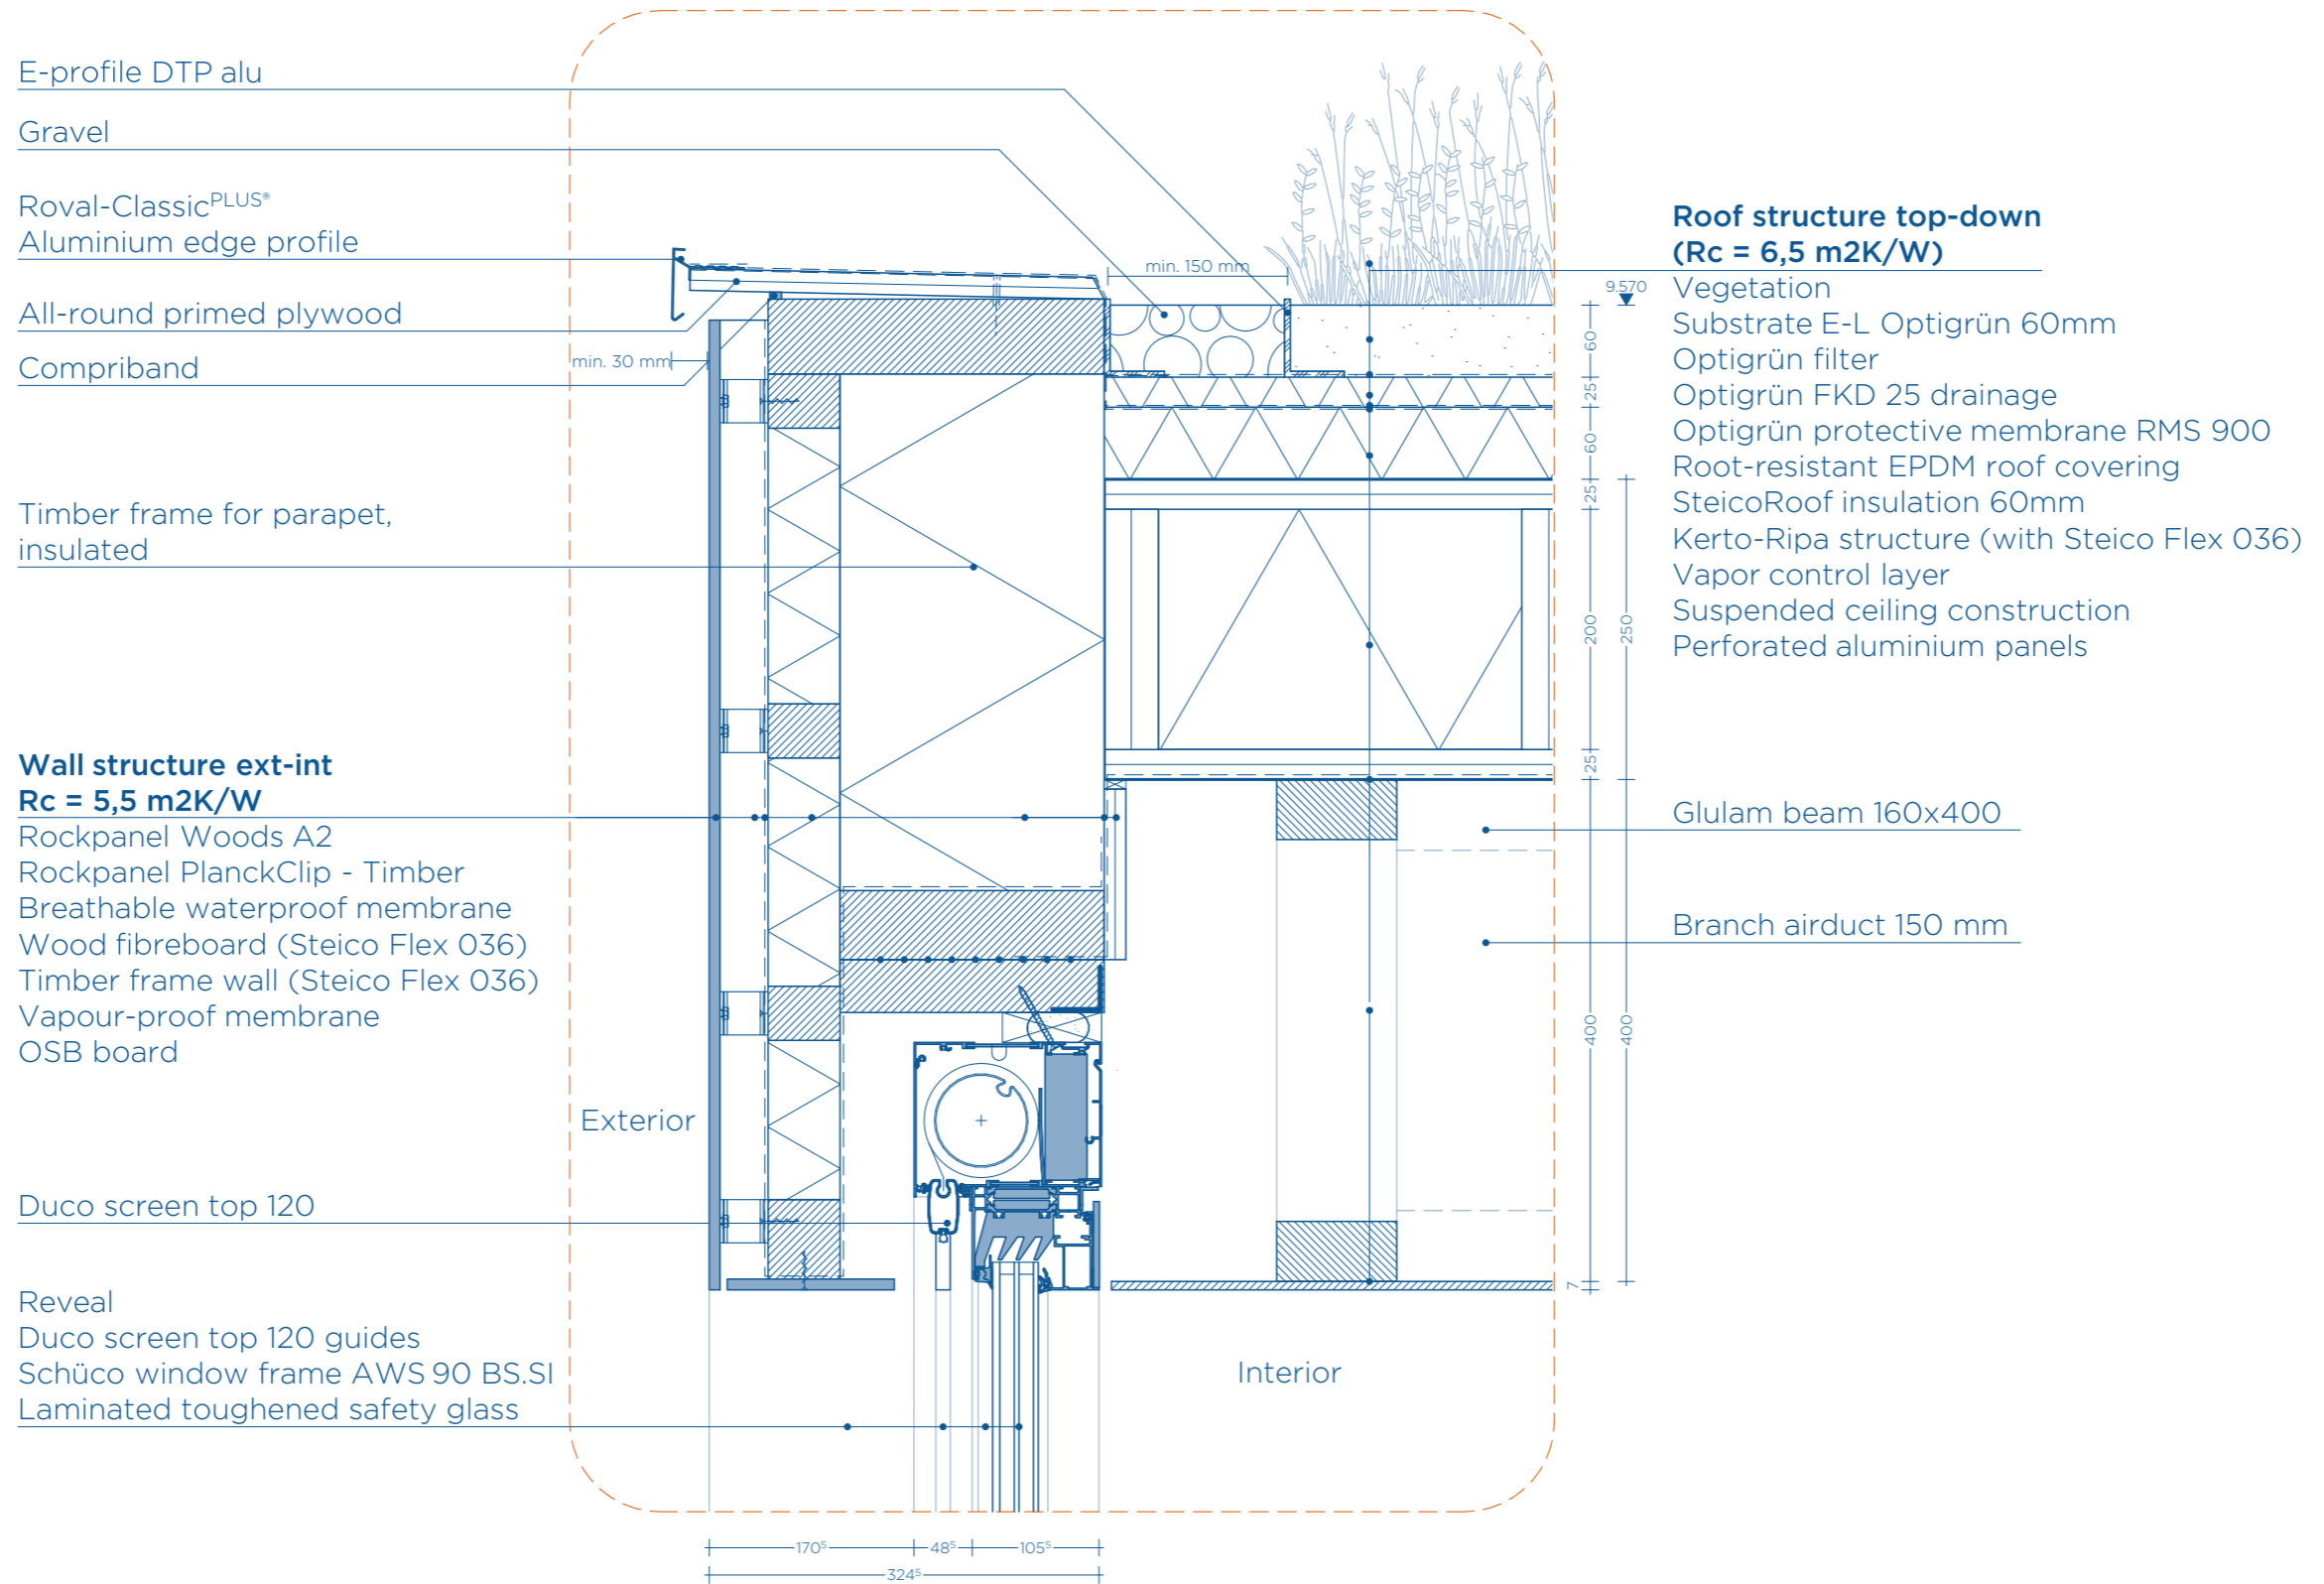 E-profile DTP alu
Gravel
Roval-ClassicPLUS®
Aluminium edge profile
All-round primed plywood
Compriband
Timber frame for parapet,
insulated
Wall structure ext-int
Rc = 5,5 m2K/W
Rockpanel Woods A2
Rockpanel PlanckClip - Timber
Breathable waterproof membrane
Wood fibreboard (Steico Flex 036)
Timber frame wall (Steico Flex 036)
Vapour-proof membrane
OSB board
Duco screen top 120
Reveal
Duco screen top 120 guides
Schüco window frame AWS 90 BS.SI
Laminated toughened safety glass
min. 30 mm
min. 150 mm
Exterior
Interior
170⁵
48⁵
105⁵
324⁵
9.570
60
25
60
25
200
25
250
400
400
7
Roof structure top-down
(Rc = 6,5 m2K/W)
Vegetation
Substrate E-L Optigrün 60mm
Optigrün filter
Optigrün FKD 25 drainage
Optigrün protective membrane RMS 900
Root-resistant EPDM roof covering
SteicoRoof insulation 60mm
Kerto-Ripa structure (with Steico Flex 036)
Vapor control layer
Suspended ceiling construction
Perforated aluminium panels
Glulam beam 160x400
Branch airduct 150 mm